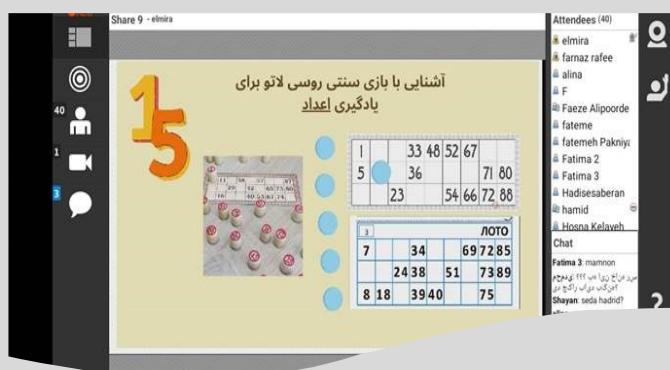 Share 9 - elmira
Attendees (40)
elmira
farnaz rafee
alina
F
Faeze Alipoorde
fateme
fatemeh Pakniya
Fatima 2
Fatima 3
Hadisesaberan
hamid
Hosna Kelayeh
Chat
Fatima 3: mamnon
Shayan: seda hadrid?
40
1
3
15
آشنایی با بازی سنتی روسی لاتو برای
یادگیری اعداد
1 33 48 52 67
5 36 71 80
23 54 66 72 88
3 ЛОТО
7 34 69 72 85
24 38 51 73 89
8 18 39 40 75
?